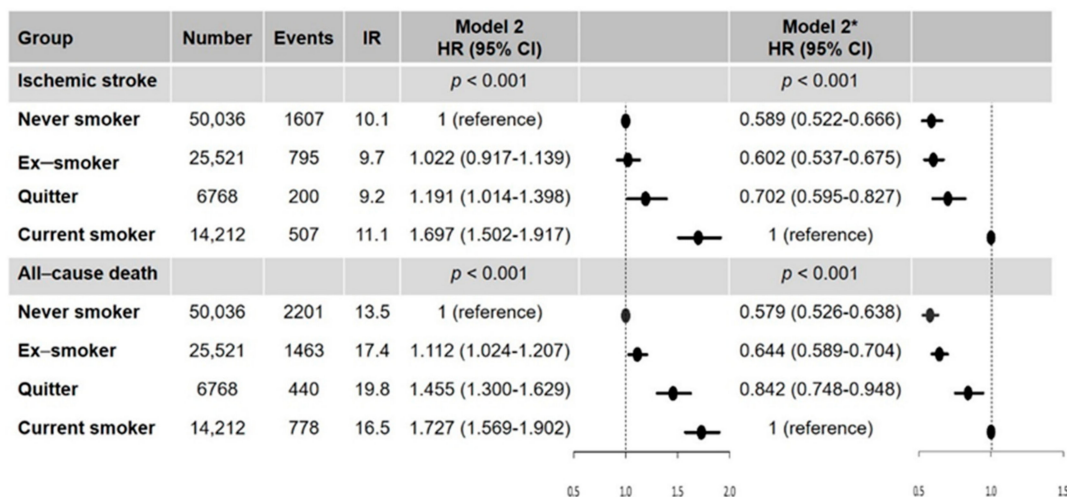 Group Number Events IR Model 2 HR (95% CI) Model 2* HR (95% CI)
Ischemic stroke p < 0.001 p < 0.001
Never smoker 50,036 1607 10.1 1 (reference) 0.589 (0.522-0.666)
Ex–smoker 25,521 795 9.7 1.022 (0.917-1.139) 0.602 (0.537-0.675)
Quitter 6768 200 9.2 1.191 (1.014-1.398) 0.702 (0.595-0.827)
Current smoker 14,212 507 11.1 1.697 (1.502-1.917) 1 (reference)
All–cause death p < 0.001 p < 0.001
Never smoker 50,036 2201 13.5 1 (reference) 0.579 (0.526-0.638)
Ex–smoker 25,521 1463 17.4 1.112 (1.024-1.207) 0.644 (0.589-0.704)
Quitter 6768 440 19.8 1.455 (1.300-1.629) 0.842 (0.748-0.948)
Current smoker 14,212 778 16.5 1.727 (1.569-1.902) 1 (reference)
0.5 1.0 1.5 2.0 0.5 1.0 1.5